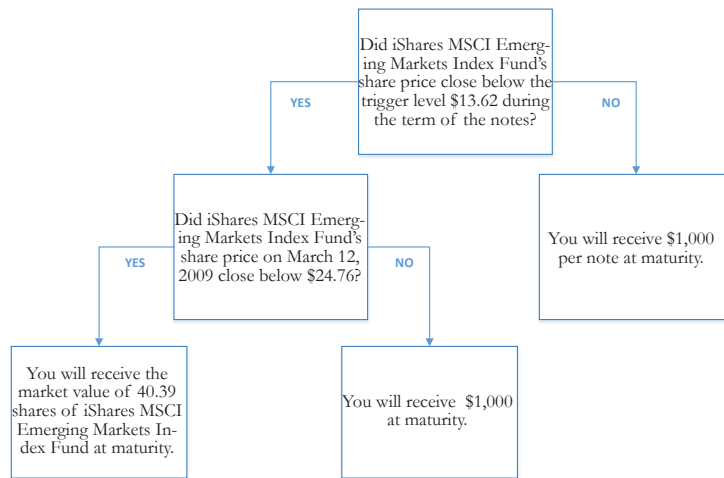 Did iShares MSCI Emerg-
ing Markets Index Fund's
share price close below the
trigger level $13.62 during
the term of the notes?
YES
NO
Did iShares MSCI Emerg-
ing Markets Index Fund's
share price on March 12,
2009 close below $24.76?
You will receive $1,000
per note at maturity.
YES
NO
You will receive the
market value of 40.39
shares of iShares MSCI
Emerging Markets In-
dex Fund at maturity.
You will receive $1,000
at maturity.